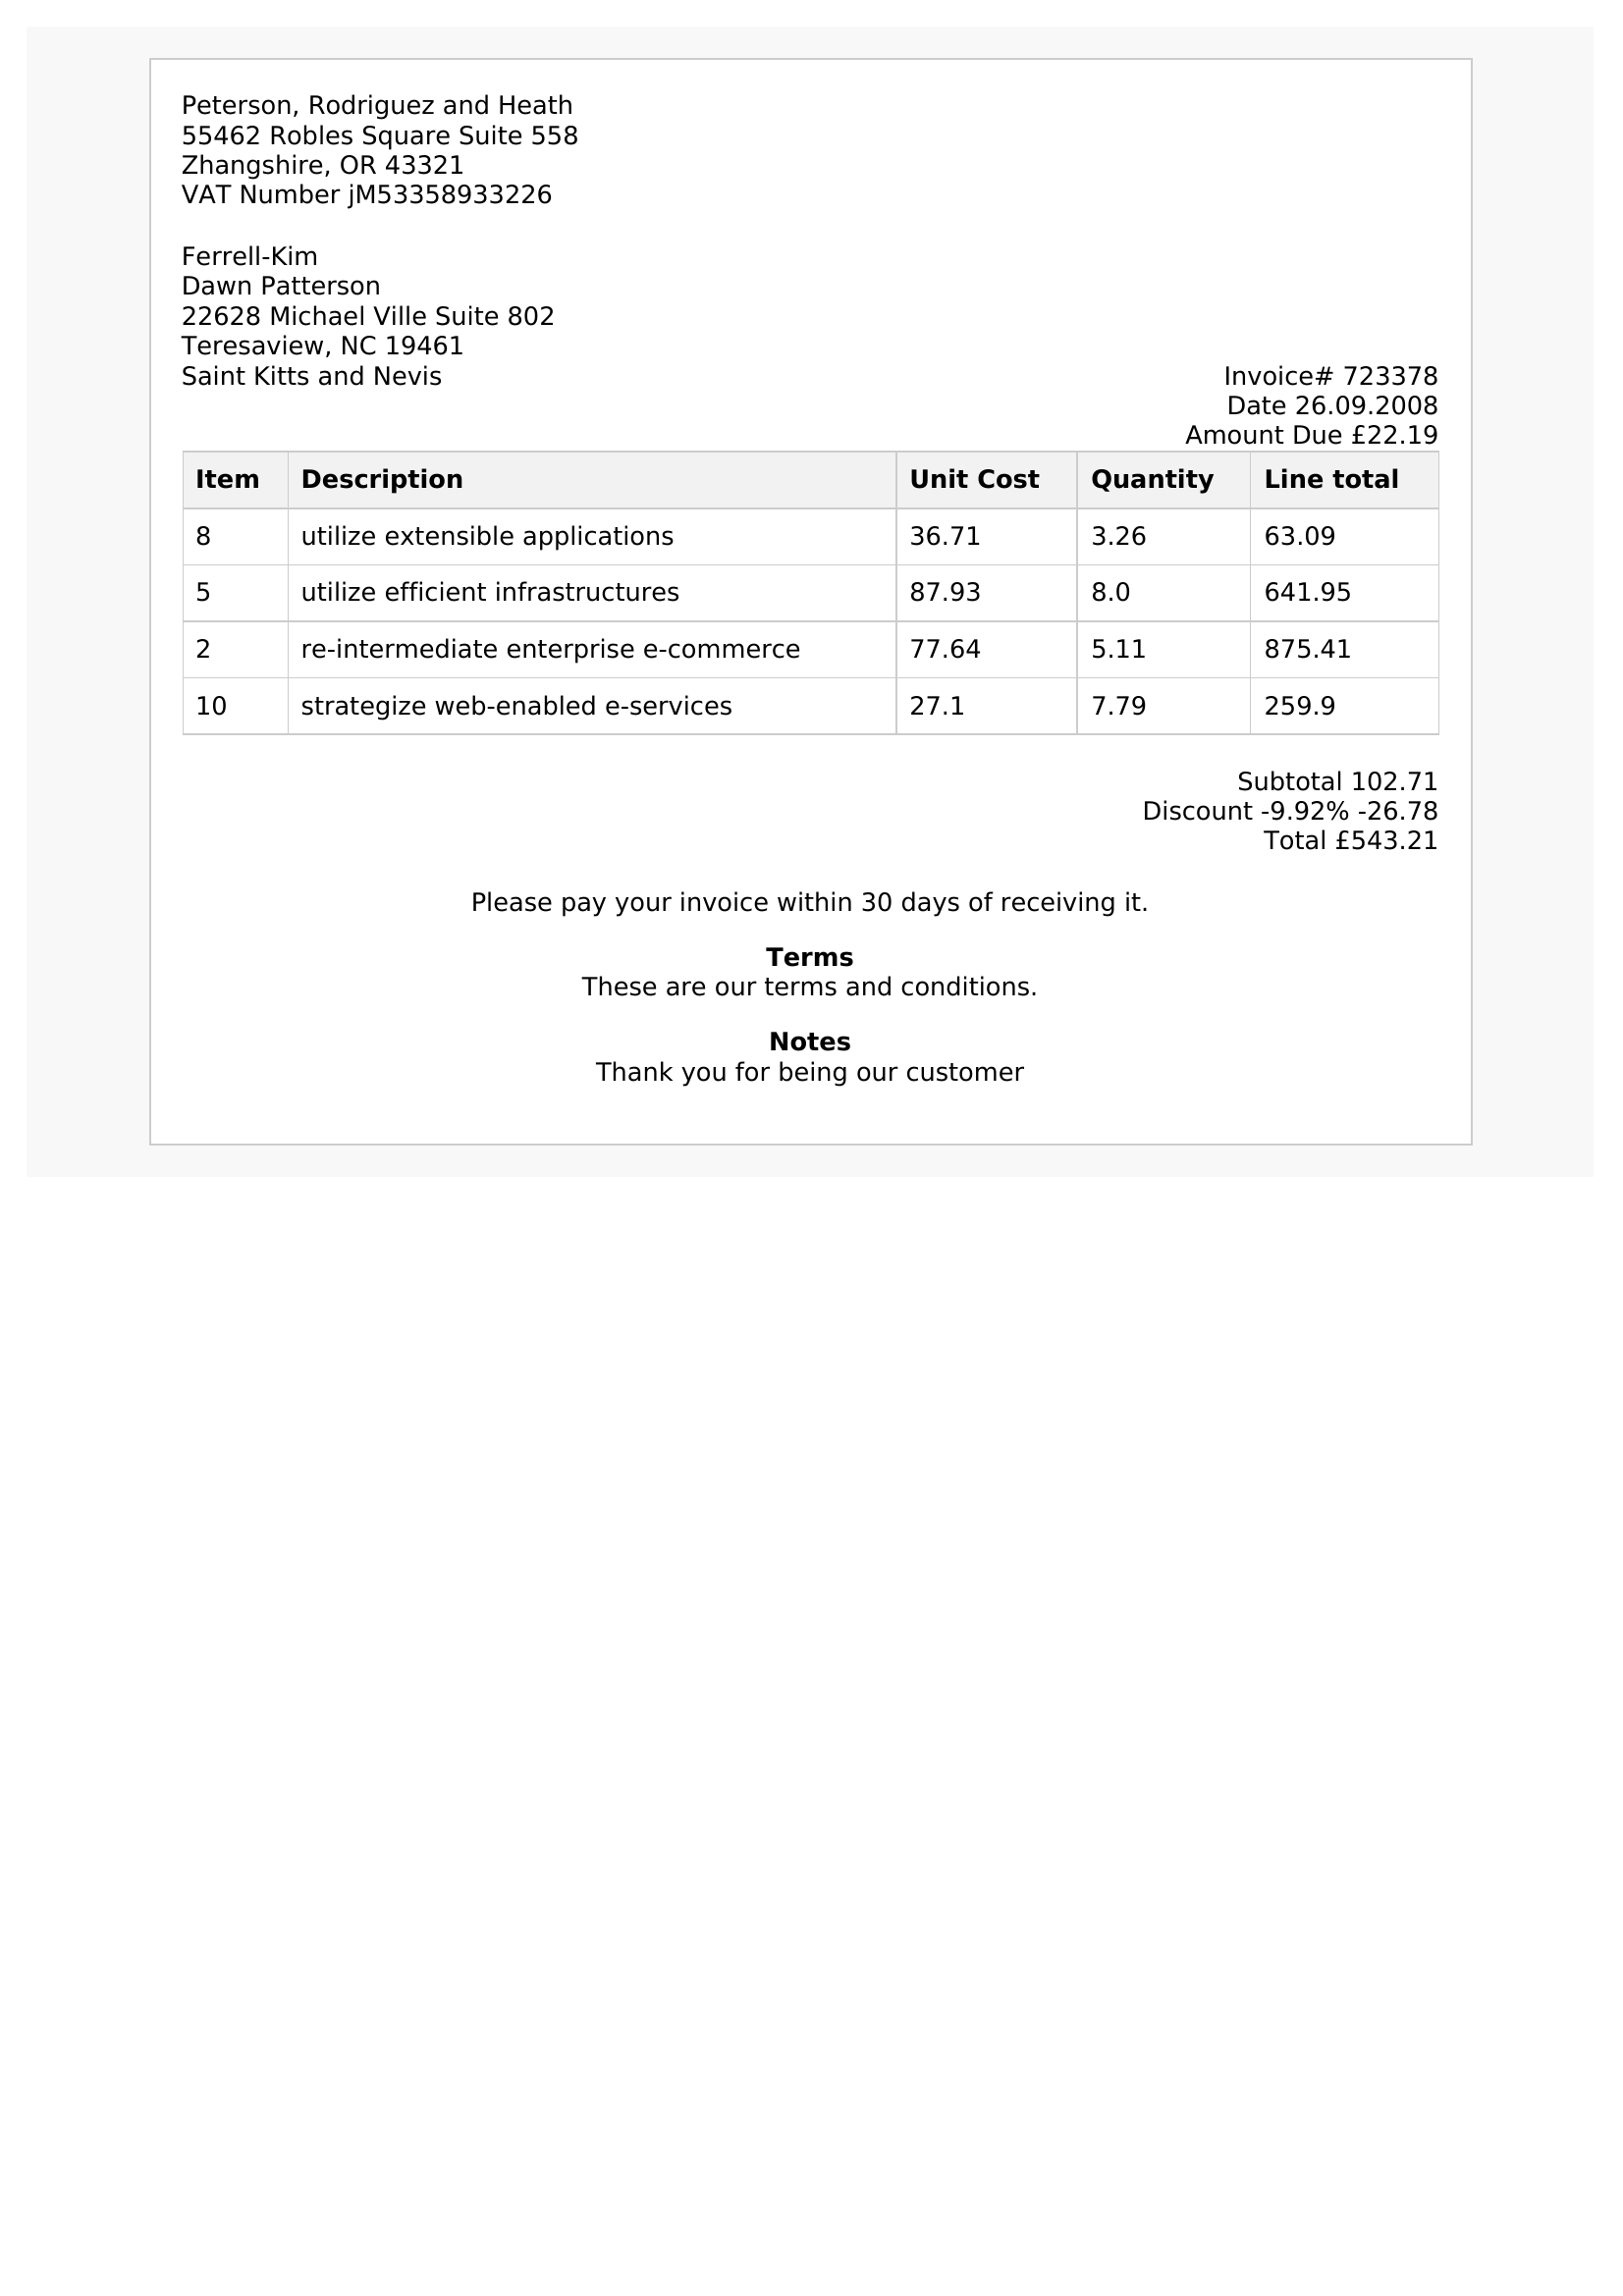 Peterson, Rodriguez and Heath
55462 Robles Square Suite 558
Zhangshire, OR 43321
VAT Number jM53358933226
Ferrell-Kim
Dawn Patterson
22628 Michael Ville Suite 802
Teresaview, NC 19461
Saint Kitts and Nevis
Invoice# 723378
Date 26.09.2008
Amount Due £22.19
Item Description Unit Cost Quantity Line total
8 utilize extensible applications 36.71 3.26 63.09
5 utilize efficient infrastructures 87.93 8.0 641.95
2 re-intermediate enterprise e-commerce 77.64 5.11 875.41
10 strategize web-enabled e-services 27.1 7.79 259.9
Subtotal 102.71
Discount -9.92% -26.78
Total £543.21
Please pay your invoice within 30 days of receiving it.
Terms
These are our terms and conditions.
Notes
Thank you for being our customer